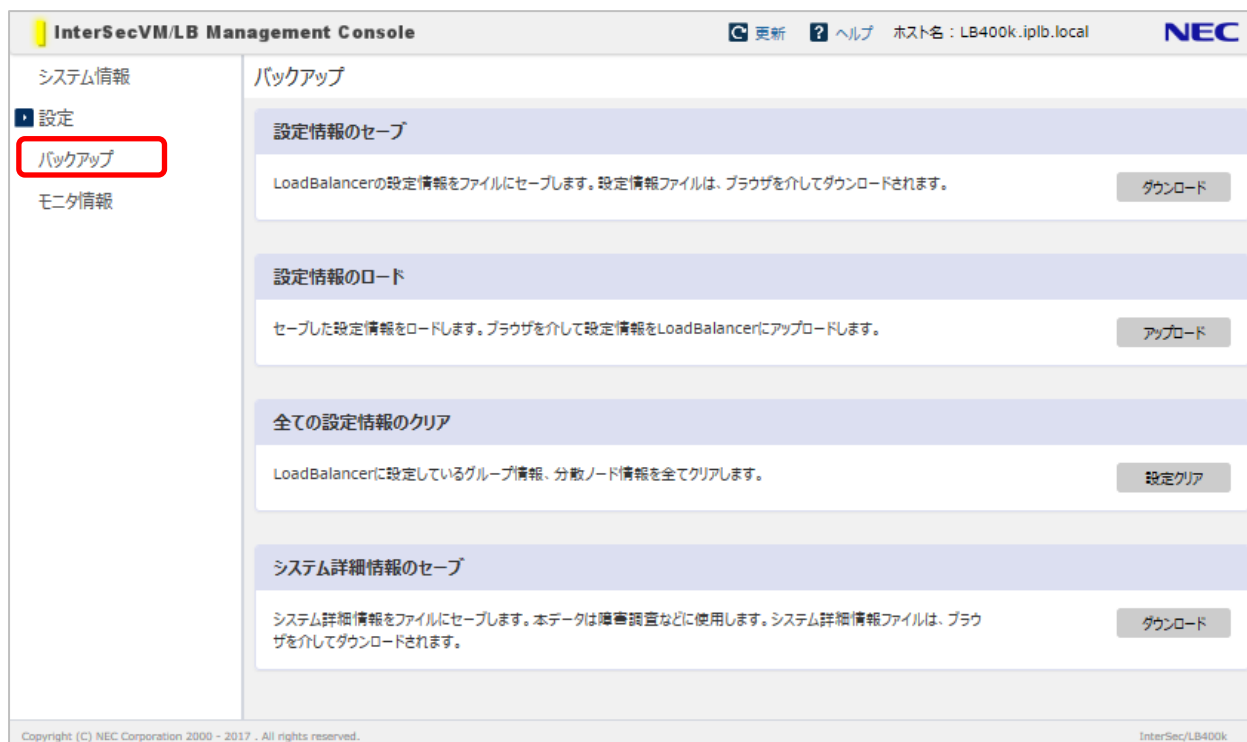 InterSecVM/LB Management Console
更新
ヘルプ
ホスト名：LB400k.iplb.local
NEC
システム情報
設定
バックアップ
モニタ情報
バックアップ
設定情報のセーブ
LoadBalancerの設定情報をファイルにセーブします。設定情報ファイルは、ブラウザを介してダウンロードされます。
ダウンロード
設定情報のロード
セーブした設定情報をロードします。ブラウザを介して設定情報をLoadBalancerにアップロードします。
アップロード
全ての設定情報のクリア
LoadBalancerに設定しているグループ情報、分散ノード情報を全てクリアします。
設定クリア
システム詳細情報のセーブ
システム詳細情報をファイルにセーブします。本データは障害調査などに使用します。システム詳細情報ファイルは、ブラウ
ザを介してダウンロードされます。
ダウンロード
Copyright (C) NEC Corporation 2000 - 2017 . All rights reserved.
InterSec/LB400k